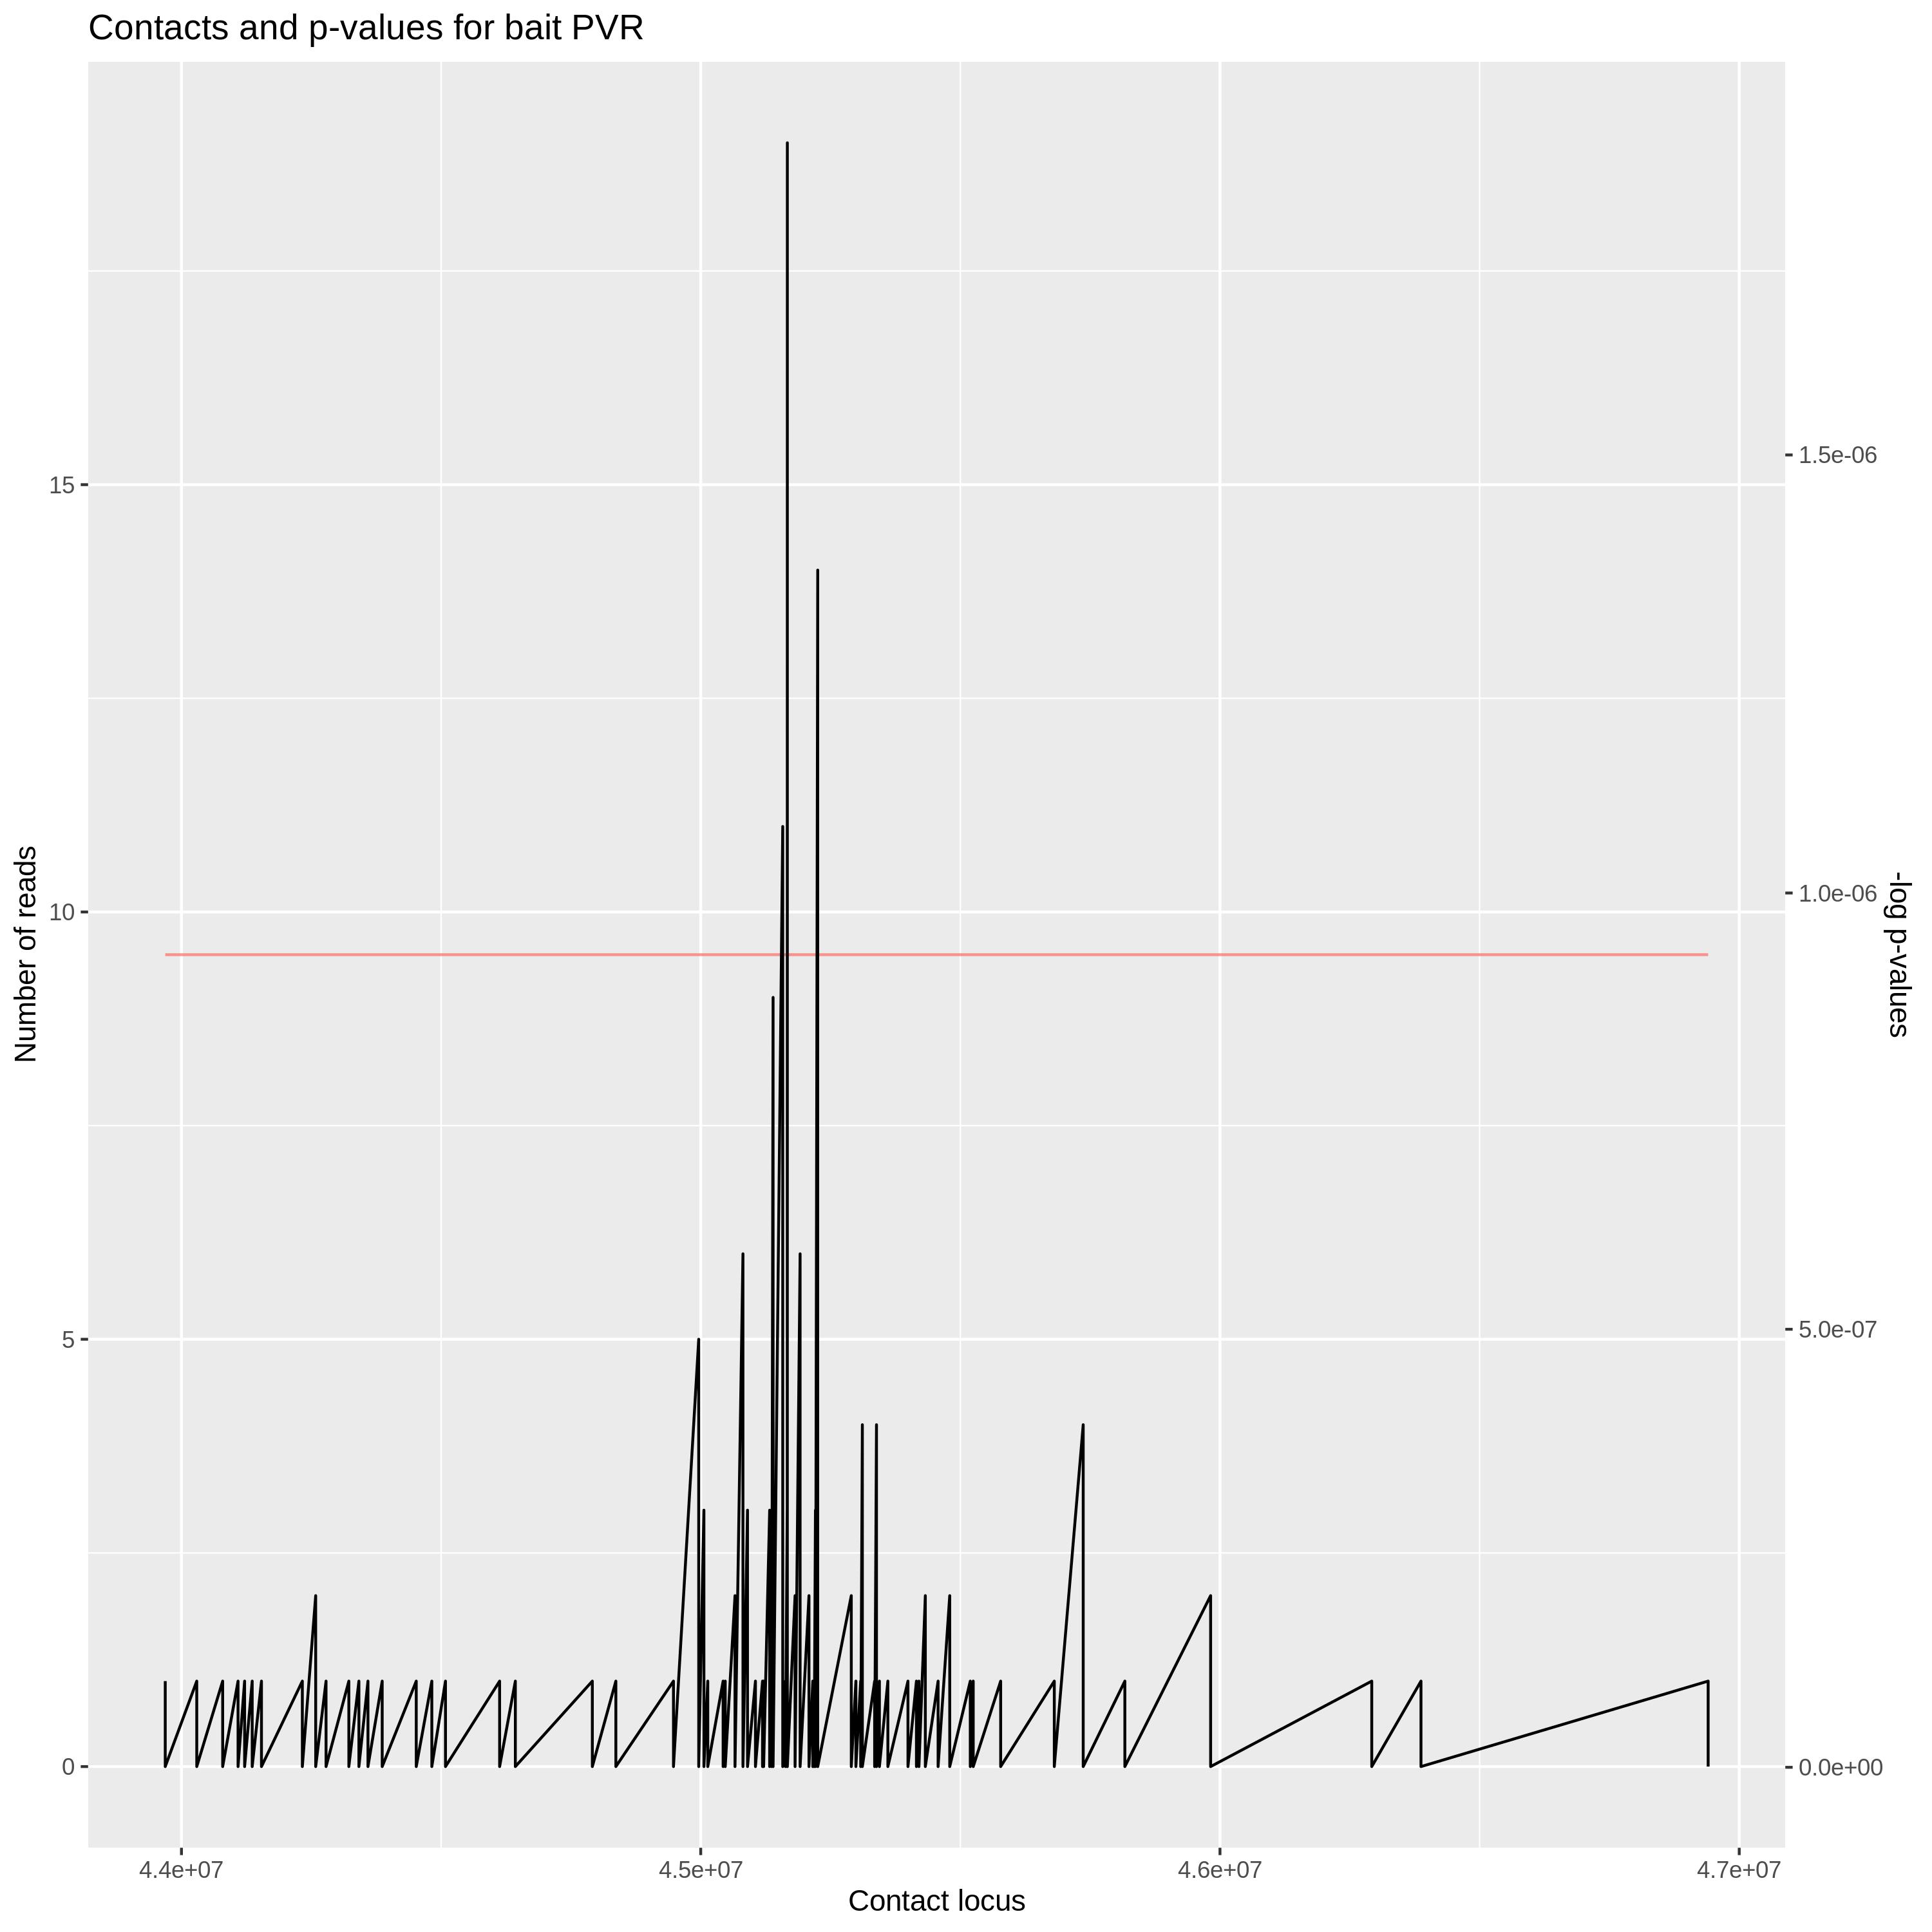 Contacts and p-values for bait PVR
15
10
5
0
Number of reads
1.5e-06
1.0e-06
5.0e-07
0.0e+00
-log p-values
4.4e+07
4.5e+07
4.6e+07
4.7e+07
Contact locus